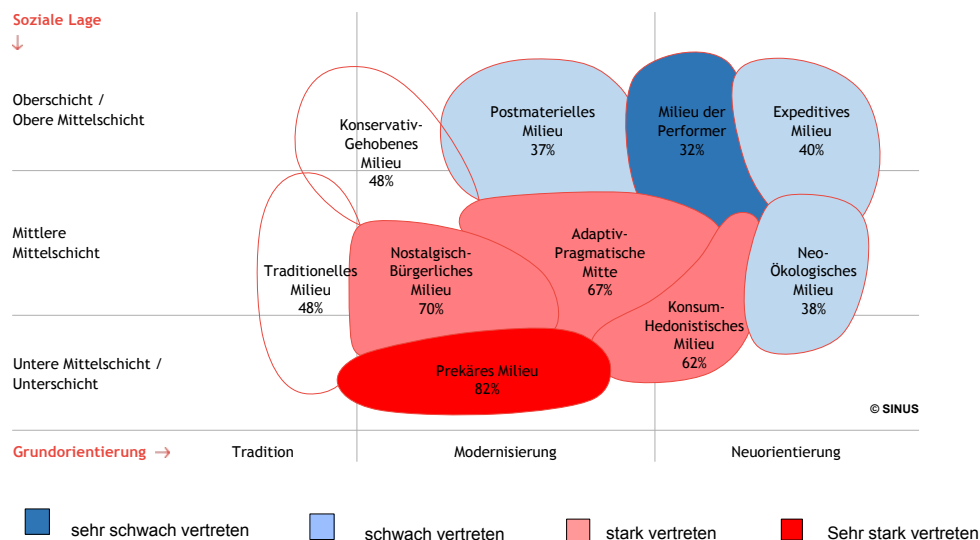 Soziale Lage
↓
Oberschicht /
Obere Mittelschicht
Mittlere
Mittelschicht
Untere Mittelschicht /
Unterschicht
Konservativ-
Gehobenes
Milieu
48%
Postmaterielles
Milieu
37%
Milieu der
Performer
32%
Expeditives
Milieu
40%
Traditionelles
Milieu
48%
Nostalgisch-
Bürgerliches
Milieu
70%
Adaptiv-
Pragmatische
Mitte
67%
Konsum-
Hedonistisches
Milieu
62%
Neo-
Ökologisches
Milieu
38%
Prekäres Milieu
82%
© SINUS
Grundorientierung →
Tradition
Modernisierung
Neuorientierung
sehr schwach vertreten
schwach vertreten
stark vertreten
Sehr stark vertreten